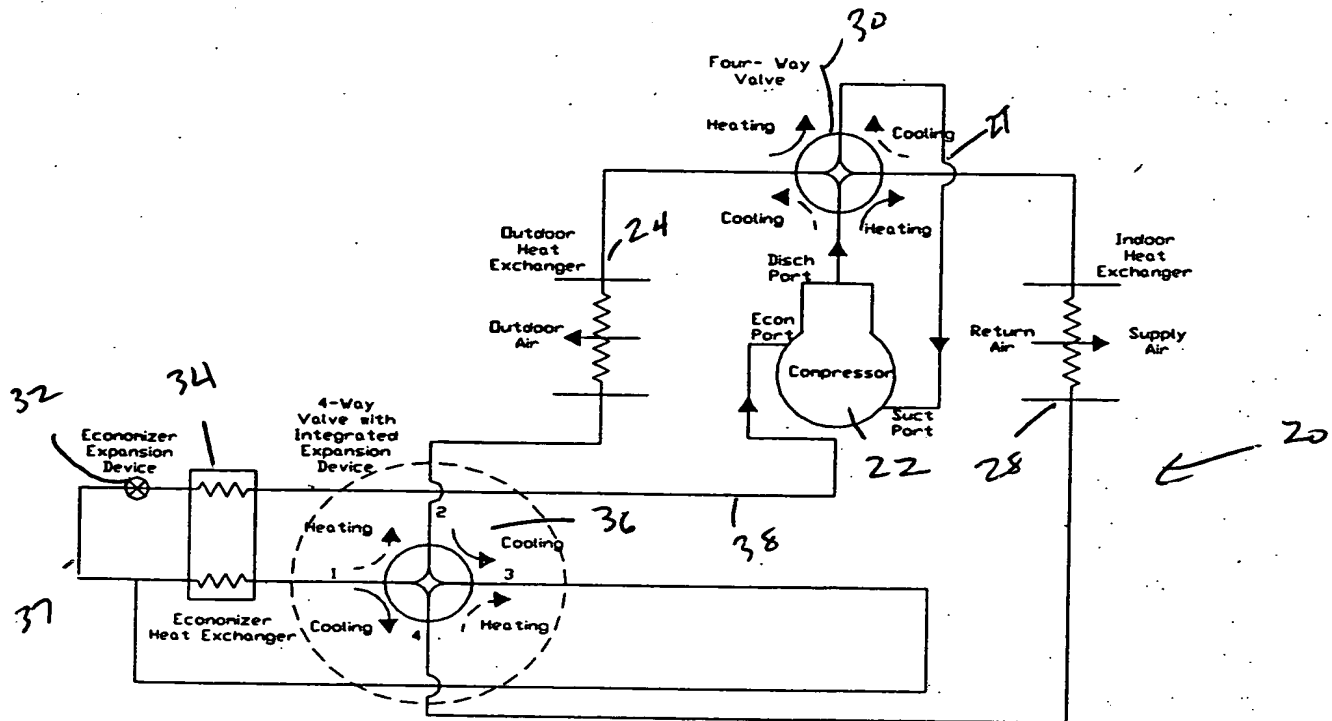 30
Four- Way
Valve
Heating
Cooling
21
Cooling
Heating
24
Outdoor
Heat
Exchanger
Disch
Port
Indoor
Heat
Exchanger
Outdoor
Air
Econ
Port
Return
Air
Supply
Air
Compressor
Suct
Port
22
28
20
32
34
4-Way
Valve with
Integrated
Expansion
Device
Economizer
Expansion
Device
2
36
38
Heating
Cooling
1
3
37
Economizer
Heat Exchanger
Cooling
4
Heating